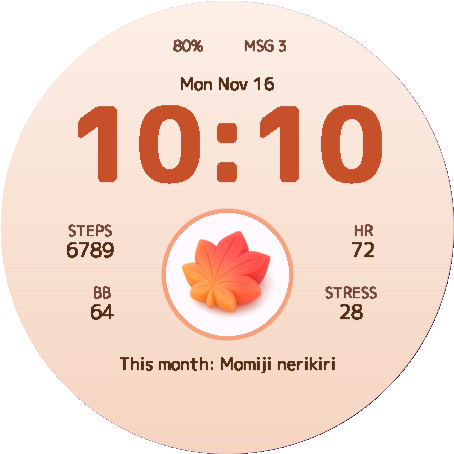 80% MSG 3
Mon Nov 16
10:10
STEPS HR
6789 72
BB STRESS
64 28
This month: Momiji nerikiri